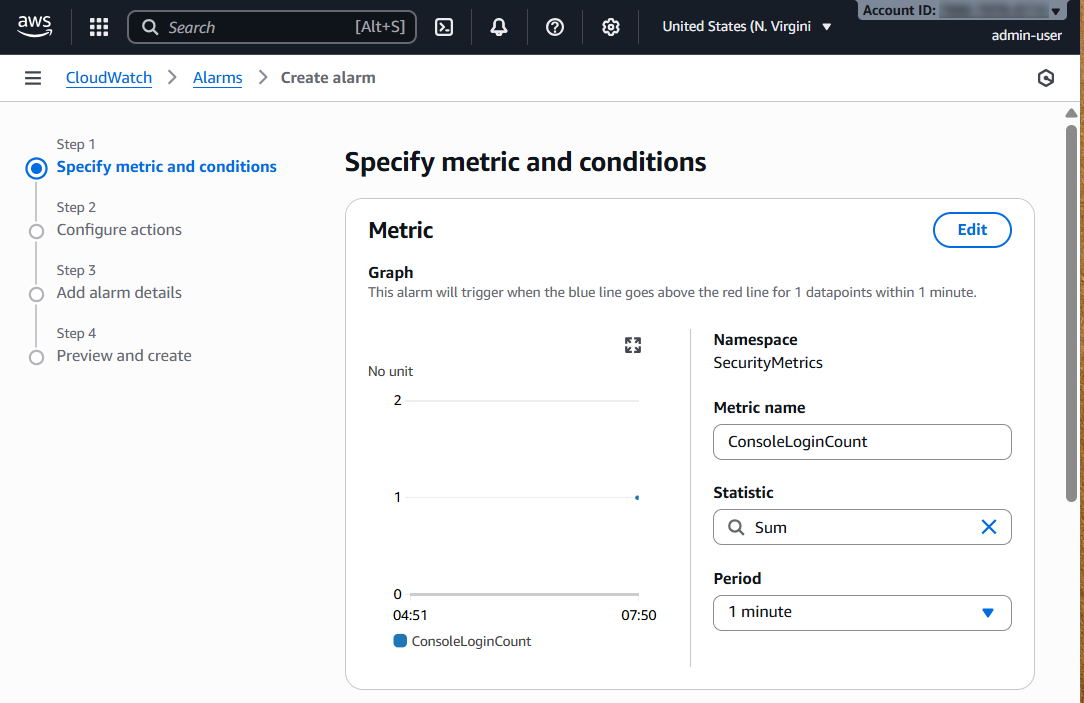 aws
Search [Alt+S]
United States (N. Virgini
Account ID:
admin-user
CloudWatch
Alarms
Create alarm
Step 1
Specify metric and conditions
Step 2
Configure actions
Step 3
Add alarm details
Step 4
Preview and create
Specify metric and conditions
Metric
Edit
Graph
This alarm will trigger when the blue line goes above the red line for 1 datapoints within 1 minute.
No unit
2
1
0
04:51 07:50
ConsoleLoginCount
Namespace
SecurityMetrics
Metric name
ConsoleLoginCount
Statistic
Sum
Period
1 minute